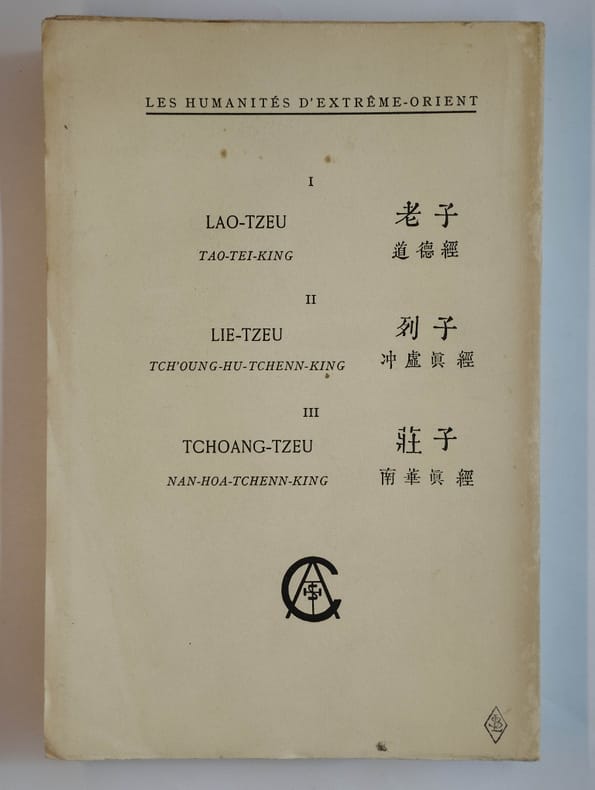 LES HUMANITÉS D'EXTRÊME-ORIENT
I
LAO-TZEU 老子
TAO-TEI-KING 道德經
II
LIE-TZEU 列子
TCH'OUNG-HU-TCHENN-KING 冲虛眞經
III
TCHOANG-TZEU 莊子
NAN-HOA-TCHENN-KING 南華眞經